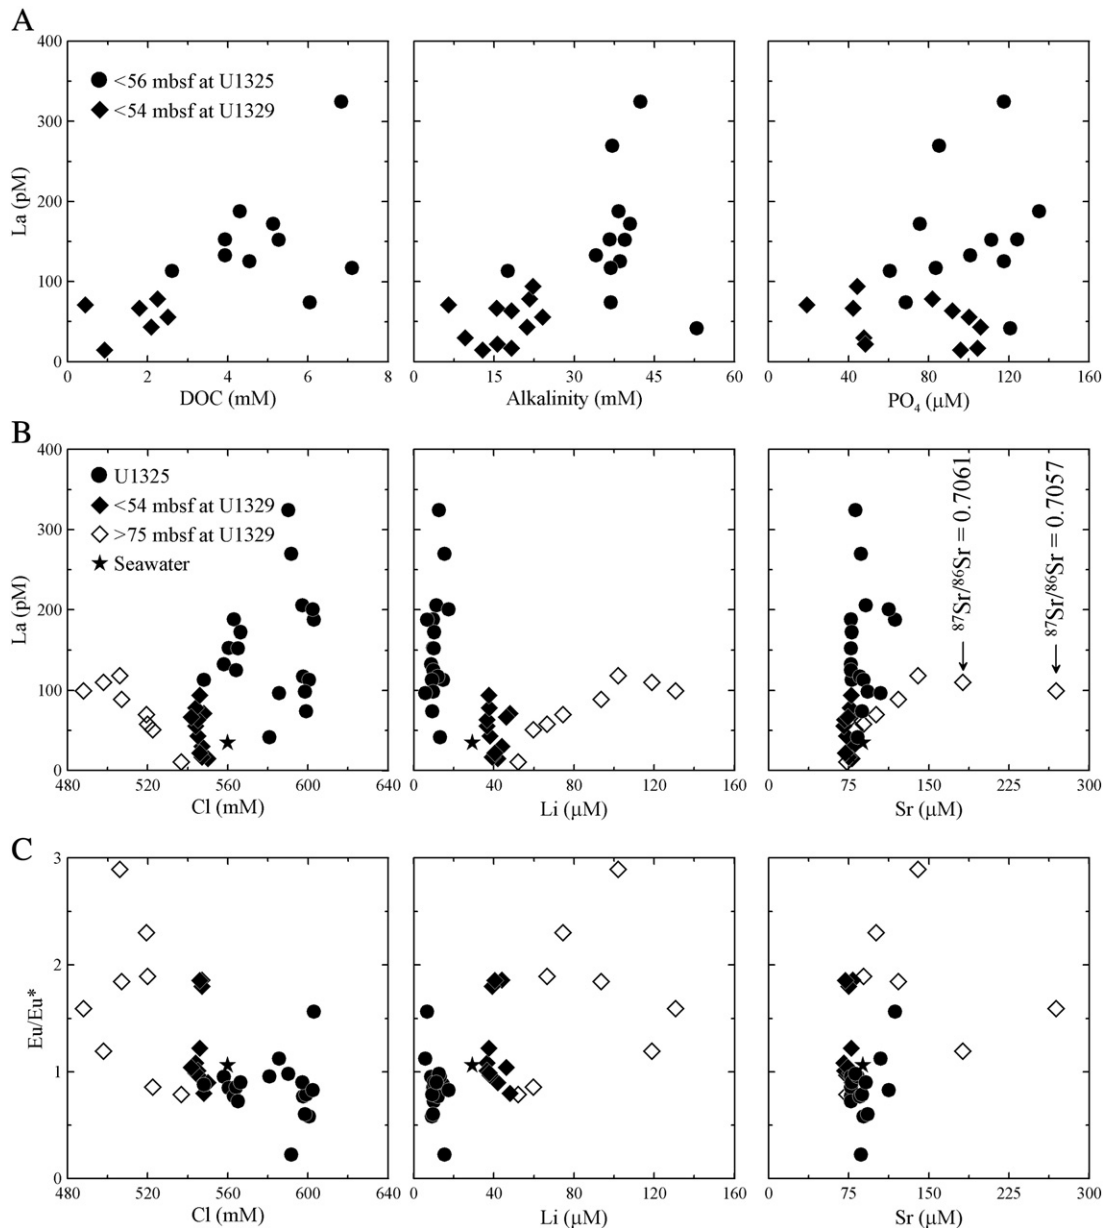 A
400
300
200
100
0
La (pM)
<56 mbsf at U1325
<54 mbsf at U1329
0 2 4 6 8
DOC (mM)
0 15 30 45 60
Alkalinity (mM)
0 40 80 120 160
PO₄ (μM)
B
400
300
200
100
0
La (pM)
U1325
<54 mbsf at U1329
>75 mbsf at U1329
Seawater
480 520 560 600 640
Cl (mM)
0 40 80 120 160
Li (μM)
⁸⁷Sr/⁸⁶Sr = 0.7061
⁸⁷Sr/⁸⁶Sr = 0.7057
0 75 150 225 300
Sr (μM)
C
3
2
1
0
Eu/Eu*
480 520 560 600 640
Cl (mM)
0 40 80 120 160
Li (μM)
0 75 150 225 300
Sr (μM)